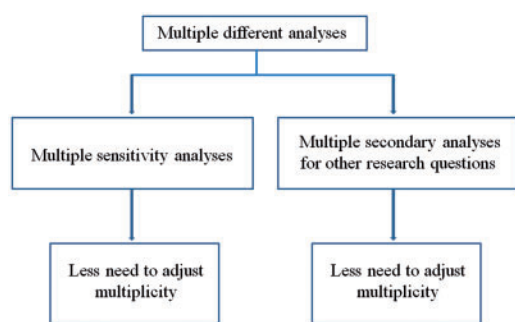 Multiple different analyses
Multiple sensitivity analyses
Multiple secondary analyses
for other research questions
Less need to adjust
multiplicity
Less need to adjust
multiplicity